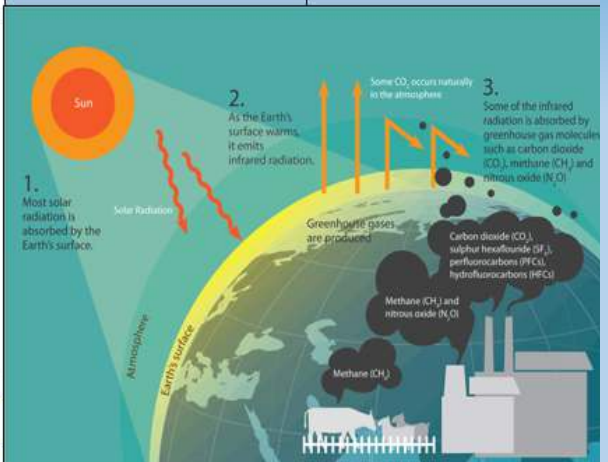 Sun
1.
Most solar
radiation is
absorbed by the
Earth's surface.
Solar Radiation
2.
As the Earth's
surface warms,
it emits
infrared radiation.
Some CO₂ occurs naturally
in the atmosphere
3.
Some of the infrared
radiation is absorbed by
greenhouse gas molecules
such as carbon dioxide
(CO₂), methane (CH₄) and
nitrous oxide (N₂O)
Greenhouse gases
are produced
Carbon dioxide (CO₂),
sulphur hexaflouride (SF₆),
perfluorocarbons (PFCs),
hydrofluorocarbons (HFCs)
Methane (CH₄) and
nitrous oxide (N₂O)
Methane (CH₄)
Atmosphere
Earth's surface